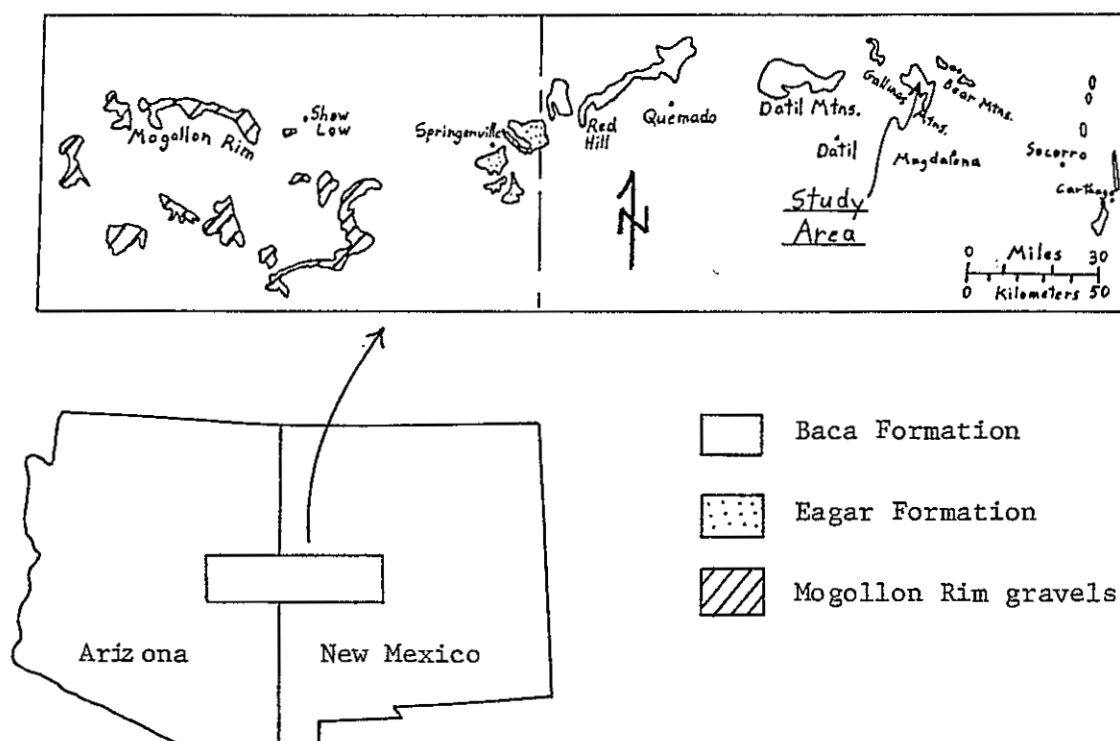 Mogollon Rim
Show
Low
Springerville
Red
Hill
Quemado
Datil Mtns.
Datil
Gallinas
Mtns.
Bear Mtns.
Magdalena
Socorro
Carthage
Study
Area
N
0 Miles 30
0 Kilometers 50
Baca Formation
Eagar Formation
Mogollon Rim gravels
Arizona
New Mexico